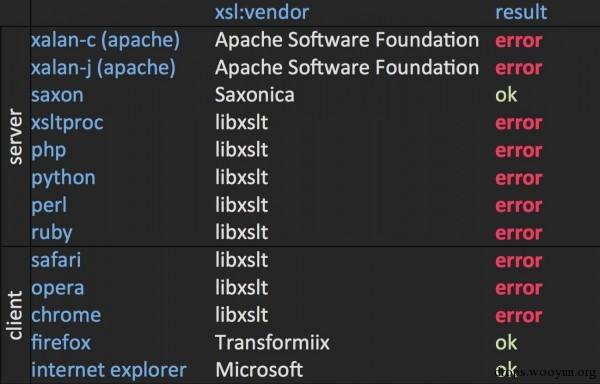 xsl:vendor result
xalan-c (apache) Apache Software Foundation error
xalan-j (apache) Apache Software Foundation error
saxon Saxonica ok
server
xsltproc libxslt error
php libxslt error
python libxslt error
perl libxslt error
ruby libxslt error
safari libxslt error
opera libxslt error
client
chrome libxslt error
firefox Transformiix ok
internet explorer Microsoft ok
drops.wooyun.org